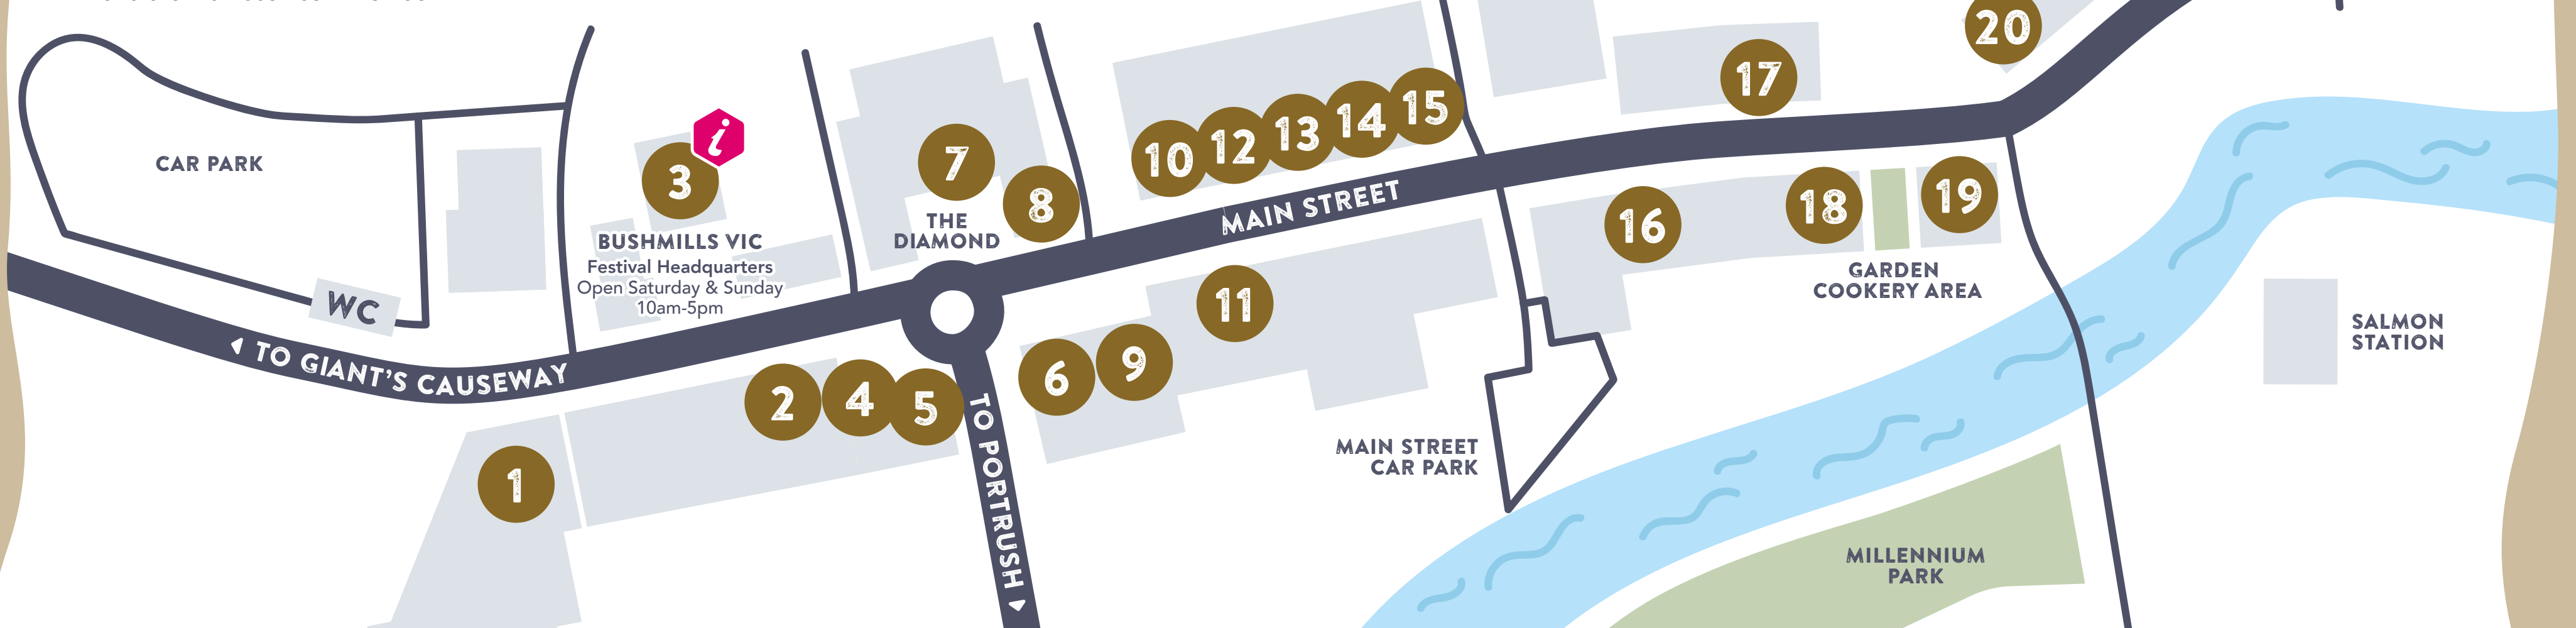 20
17
15
14
13
12
10
CAR PARK
i
3
7
8
MAIN STREET
16
18
19
BUSHMILLS VIC
Festival Headquarters
Open Saturday & Sunday
10am-5pm
THE
DIAMOND
GARDEN
COOKERY AREA
WC
11
SALMON
STATION
TO GIANT'S CAUSEWAY
2
4
5
6
9
TO PORTRUSH
MAIN STREET
CAR PARK
1
MILLENNIUM
PARK